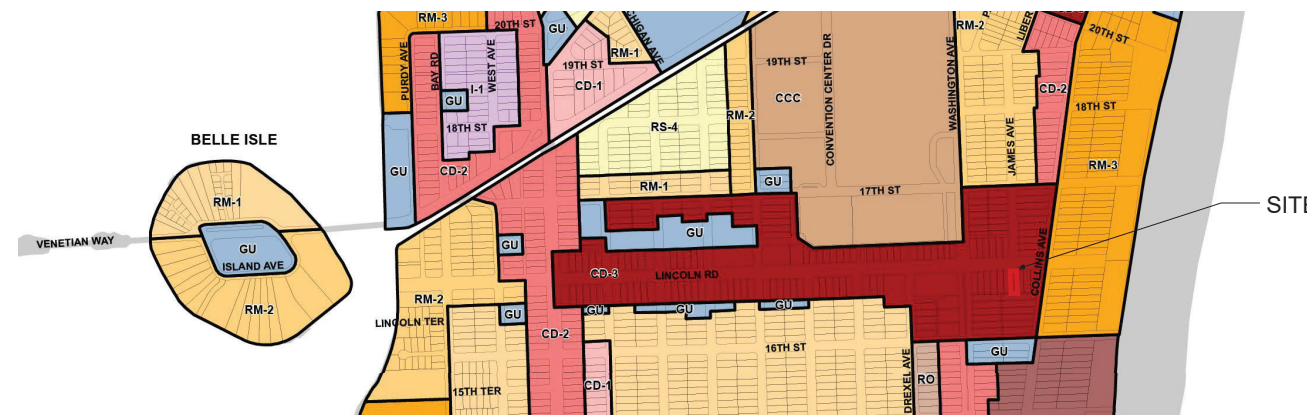 RM-3
20TH ST
GU
CHIGAN AVE
RM-1
RM-2
LIBER
20TH ST
PURDY AVE
BAY RD
WEST AVE
I-1
GU
18TH ST
19TH ST
CD-1
19TH ST
CCC
CONVENTION CENTER DR
WASHINGTON AVE
CD-2
18TH ST
JAMES AVE
RM-3
RS-4
RM-2
BELLE ISLE
GU
CD-2
RM-1
GU
17TH ST
RM-1
SITE
VENETIAN WAY
GU
ISLAND AVE
GU
GU
CD-3
LINCOLN RD
COLLINS AVE
RM-2
RM-2
GU
GU
GU
GU
LINCOLN TER
CD-2
16TH ST
DREXEL AVE
GU
15TH TER
CD-1
RO